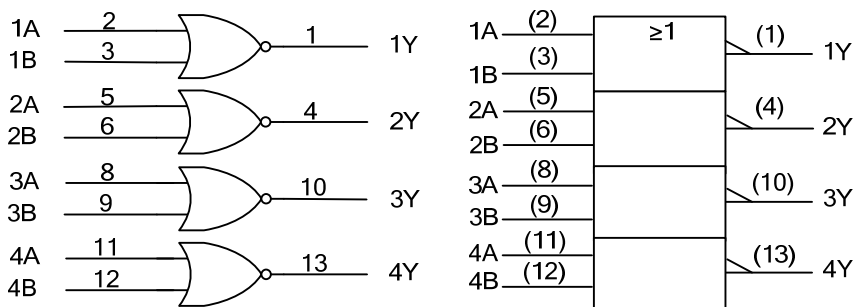 1A 2 1 1Y
1B 3
2A 5 4 2Y
2B 6
3A 8 10 3Y
3B 9
4A 11 13 4Y
4B 12
1A (2) ≥1 (1) 1Y
1B (3)
2A (5) (4) 2Y
2B (6)
3A (8) (10) 3Y
3B (9)
4A (11) (13) 4Y
4B (12)